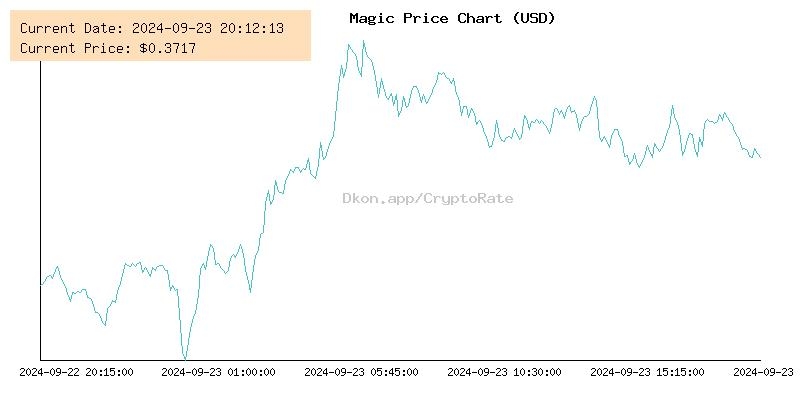 Magic Price Chart (USD)
Current Date: 2024-09-23 20:12:13
Current Price: $0.3717
Dkon.app/CryptoRate
2024-09-22 20:15:00 2024-09-23 01:00:00 2024-09-23 05:45:00 2024-09-23 10:30:00 2024-09-23 15:15:00 2024-09-23